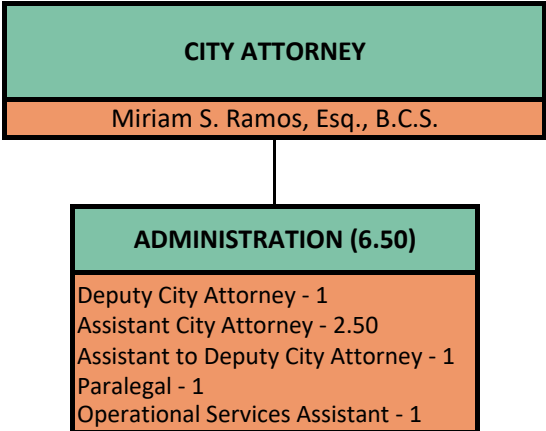 CITY ATTORNEY
Miriam S. Ramos, Esq., B.C.S.
ADMINISTRATION (6.50)
Deputy City Attorney - 1
Assistant City Attorney - 2.50
Assistant to Deputy City Attorney - 1
Paralegal - 1
Operational Services Assistant - 1